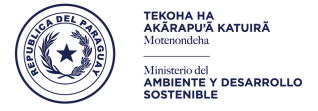 REPUBLICA DEL PARAGUAY
TEKOHA HA
AKÃRAPU'Ã KATUIRÃ
Motenondeha
Ministerio del
AMBIENTE Y DESARROLLO
SOSTENIBLE